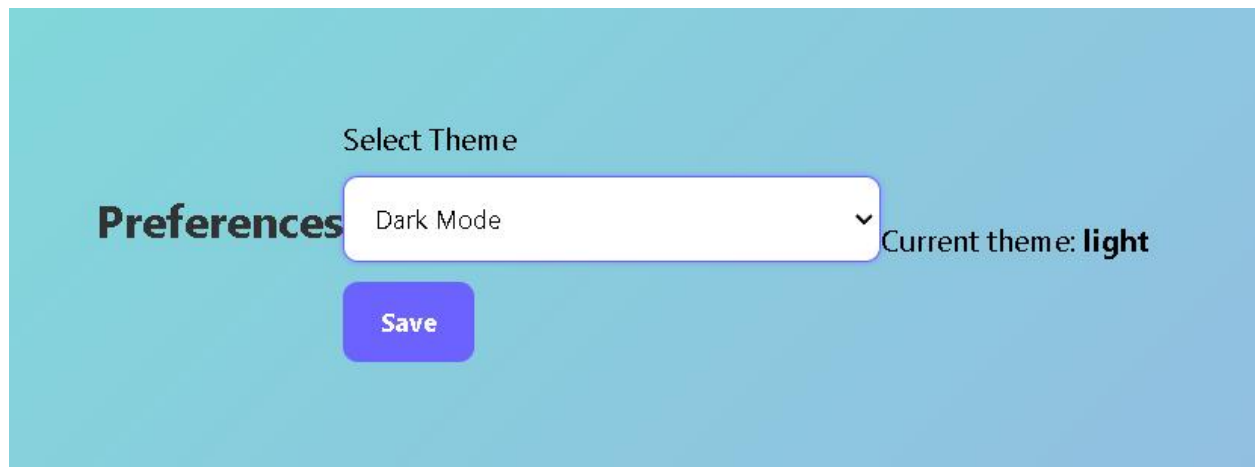 Select Theme
Preferences
Dark Mode
Current theme: light
Save